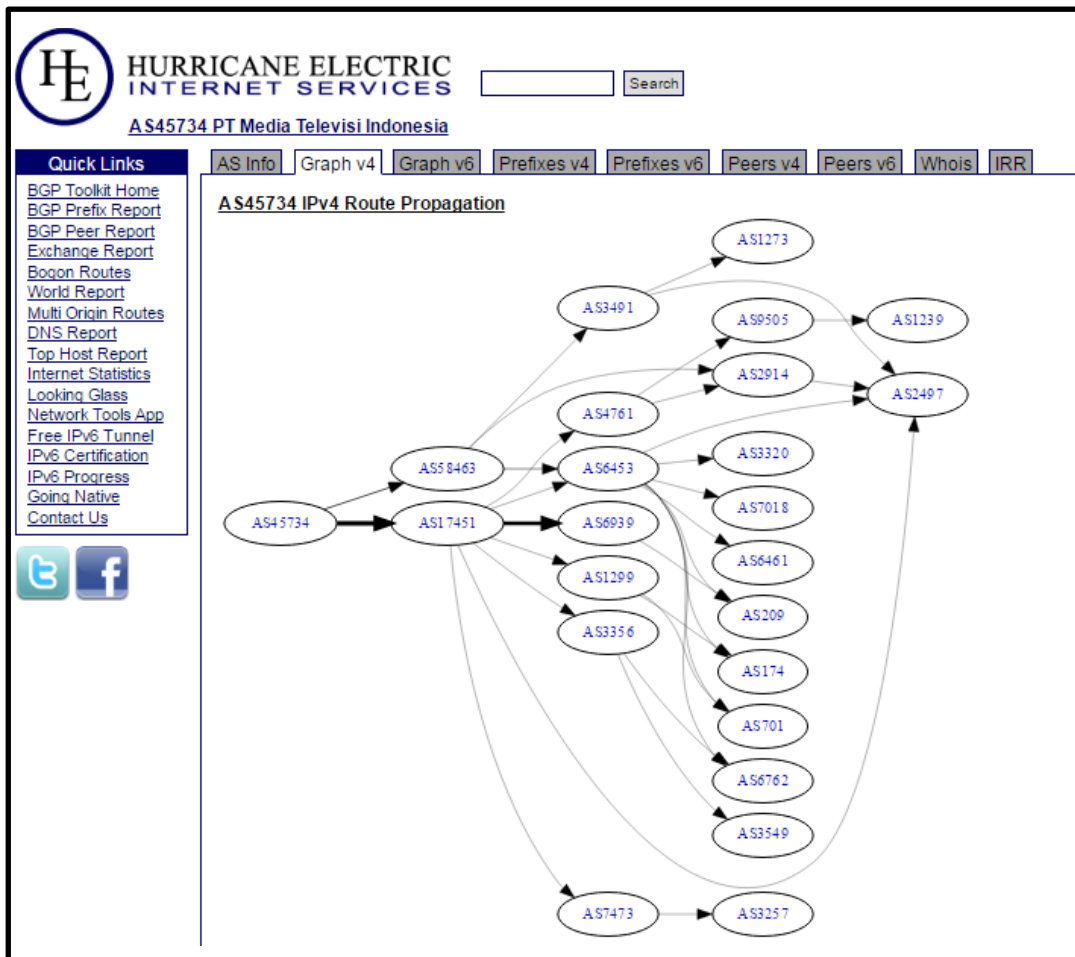 HE
HURRICANE ELECTRIC
INTERNET SERVICES
Search
AS45734 PT Media Televisi Indonesia
Quick Links
BGP Toolkit Home
BGP Prefix Report
BGP Peer Report
Exchange Report
Bogon Routes
World Report
Multi Origin Routes
DNS Report
Top Host Report
Internet Statistics
Looking Glass
Network Tools App
Free IPv6 Tunnel
IPv6 Certification
IPv6 Progress
Going Native
Contact Us
AS Info Graph v4 Graph v6 Prefixes v4 Prefixes v6 Peers v4 Peers v6 Whois IRR
AS45734 IPv4 Route Propagation
AS1273
AS3491
AS9505 AS1239
AS2914
AS2497
AS4761
AS3320
AS58463 AS6453
AS7018
AS45734 AS17451 AS6939
AS6461
AS1299
AS209
AS3356
AS174
AS701
AS6762
AS3549
AS7473 AS3257